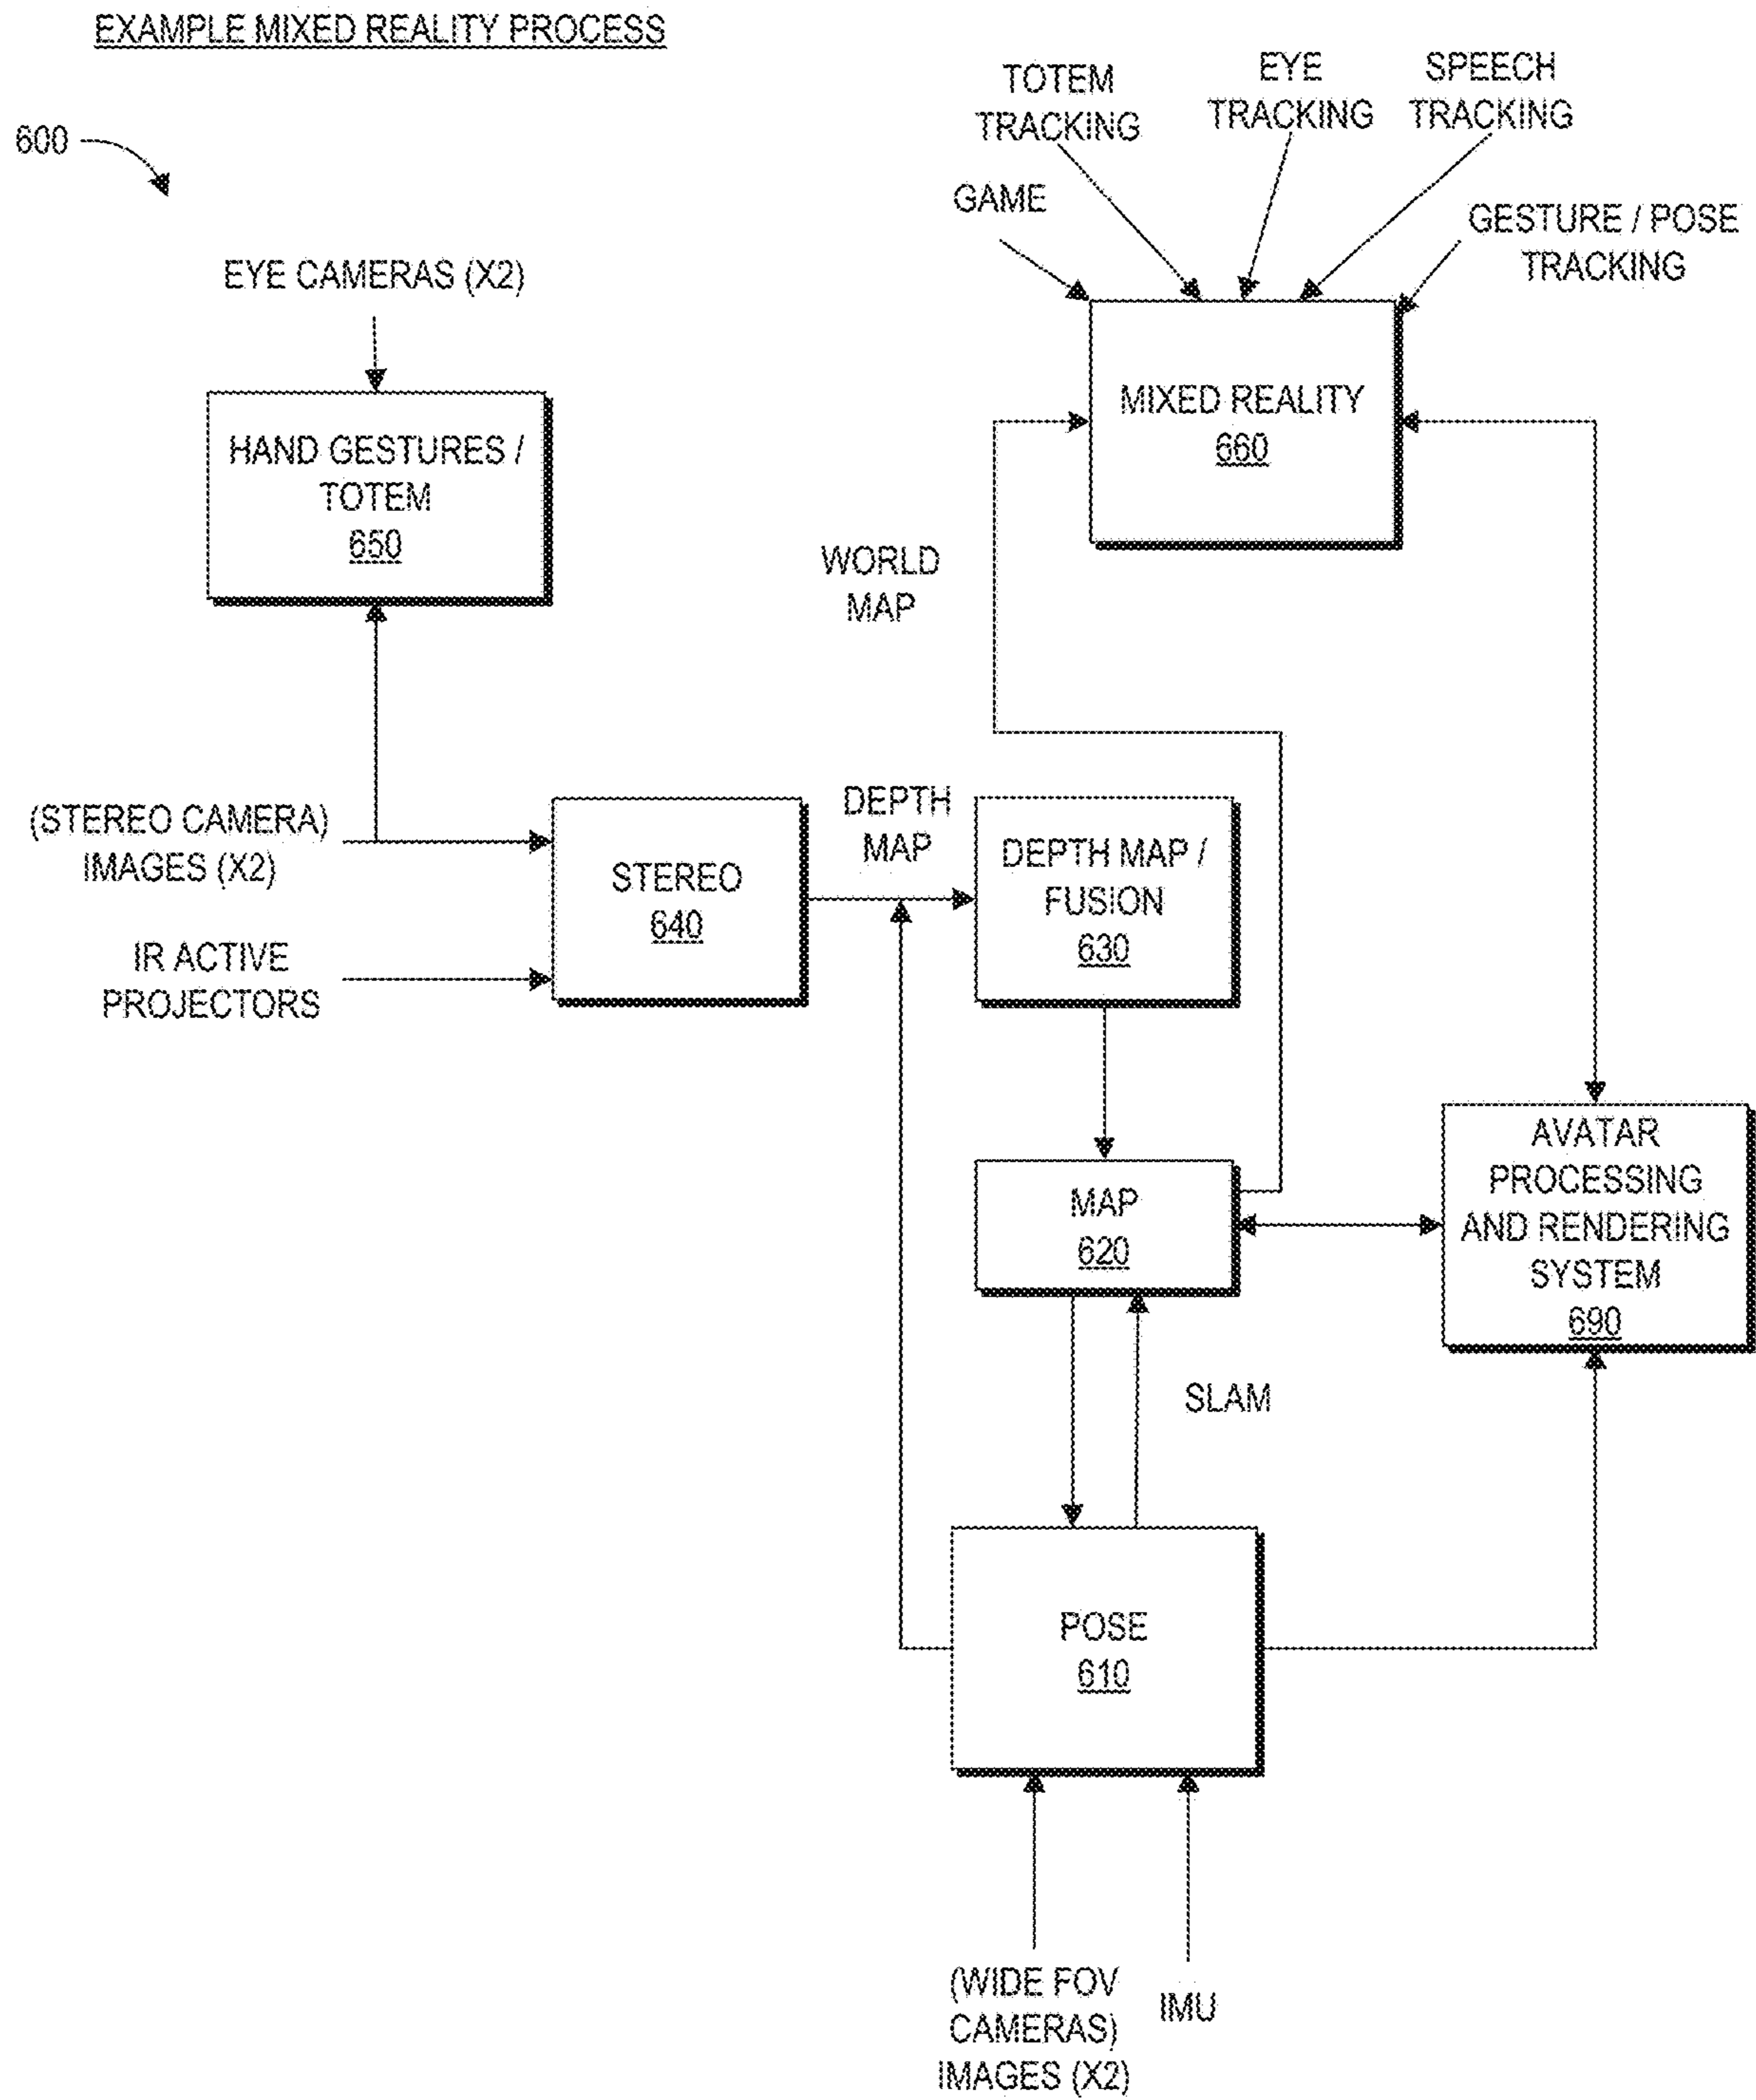 EXAMPLE MIXED REALITY PROCESS
600
TOTEM
TRACKING
EYE
TRACKING
SPEECH
TRACKING
GAME
GESTURE / POSE
TRACKING
EYE CAMERAS (X2)
HAND GESTURES /
TOTEM
650
MIXED REALITY
660
WORLD
MAP
(STEREO CAMERA)
IMAGES (X2)
IR ACTIVE
PROJECTORS
STEREO
640
DEPTH
MAP
DEPTH MAP /
FUSION
630
MAP
620
AVATAR
PROCESSING
AND RENDERING
SYSTEM
690
SLAM
POSE
610
(WIDE FOV
CAMERAS)
IMAGES (X2)
IMU